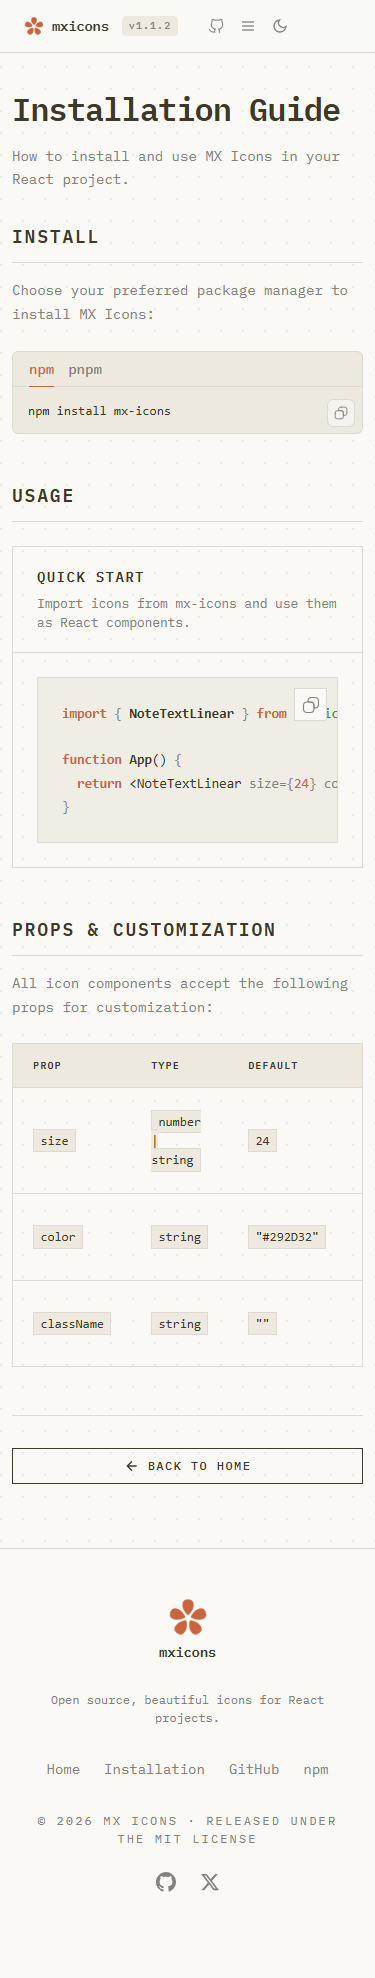 mxicons v1.1.2
Installation Guide
How to install and use MX Icons in your
React project.
INSTALL
Choose your preferred package manager to
install MX Icons:
npm pnpm
npm install mx-icons
USAGE
QUICK START
Import icons from mx-icons and use them
as React components.
import { NoteTextLinear } from ic
function App() {
return <NoteTextLinear size={24} co
}
PROPS & CUSTOMIZATION
All icon components accept the following
props for customization:
PROP TYPE DEFAULT
size number | string 24
color string "#292D32"
className string ""
← BACK TO HOME
mxicons
Open source, beautiful icons for React
projects.
Home Installation GitHub npm
© 2026 MX ICONS · RELEASED UNDER
THE MIT LICENSE